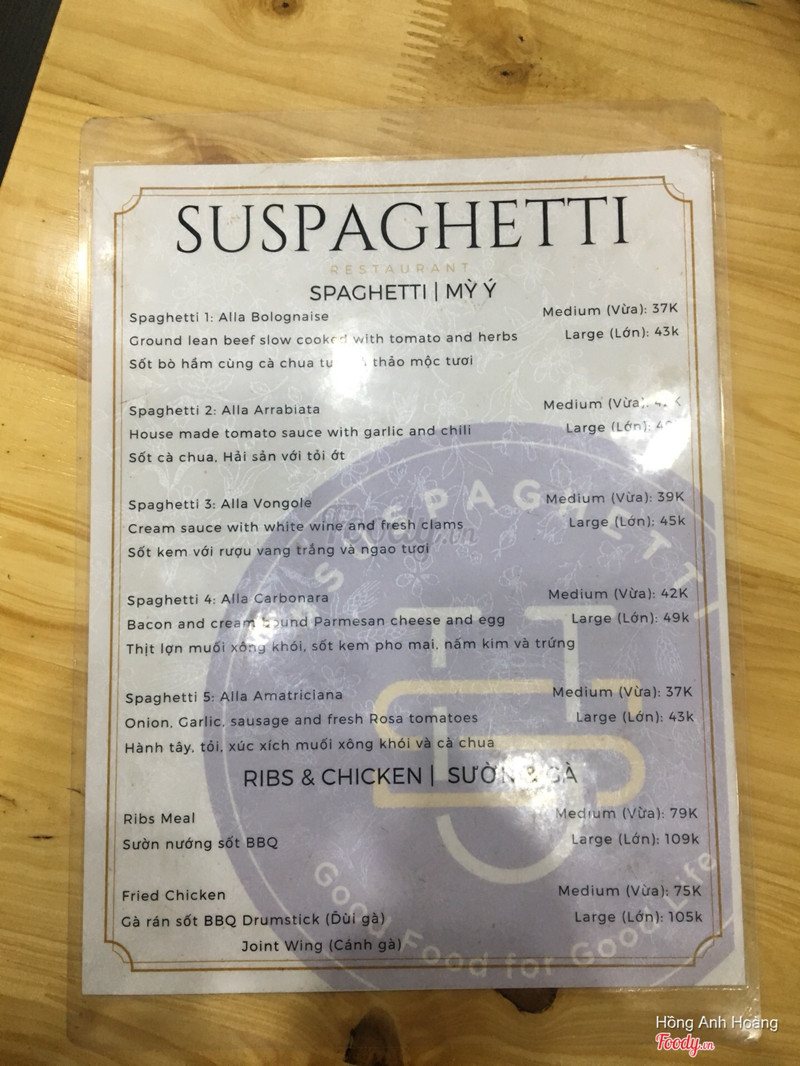 SUSPAGHETTI
RESTAURANT
SPAGHETTI | MỲ Ý
Spaghetti 1: Alla Bolognaise
Medium (Vừa): 37K
Ground lean beef slow cooked with tomato and herbs
Large (Lớn): 43k
Sốt bò hầm cùng cà chua thảo mộc tươi
Spaghetti 2: Alla Arrabiata
Medium (Vừa):
House made tomato sauce with garlic and chili
Large (Lớn):
Sốt cà chua, Hải sản với tỏi ớt
Spaghetti 3: Alla Vongole
Medium (Vừa): 39K
Cream sauce with white wine and fresh clams
Large (Lớn): 45k
Sốt kem với rượu vang trắng và ngao tươi
Spaghetti 4: Alla Carbonara
Medium (Vừa): 42K
Bacon and cream Parmesan cheese and egg
Large (Lớn): 49k
Thịt lợn muối xông khói, sốt kem pho mai, nấm kim và trứng
Spaghetti 5: Alla Amatriciana
Medium (Vừa): 37K
Onion, Garlic, sausage and fresh Rosa tomatoes
Large (Lớn): 43k
Hành tây, tỏi, xúc xích muối xông khói và cà chua
RIBS & CHICKEN | SƯỜN & GÀ
Ribs Meal
Medium (Vừa): 79K
Sườn nướng sốt BBQ
Large (Lớn): 109k
Fried Chicken
Medium (Vừa): 75K
Gà rán sốt BBQ Drumstick (Đùi gà)
Large (Lớn): 105k
Joint Wing (Cánh gà)
SUSPAGHETTI
Good Food for Good Life
Foody.vn
Hồng Anh Hoàng
Foody.vn